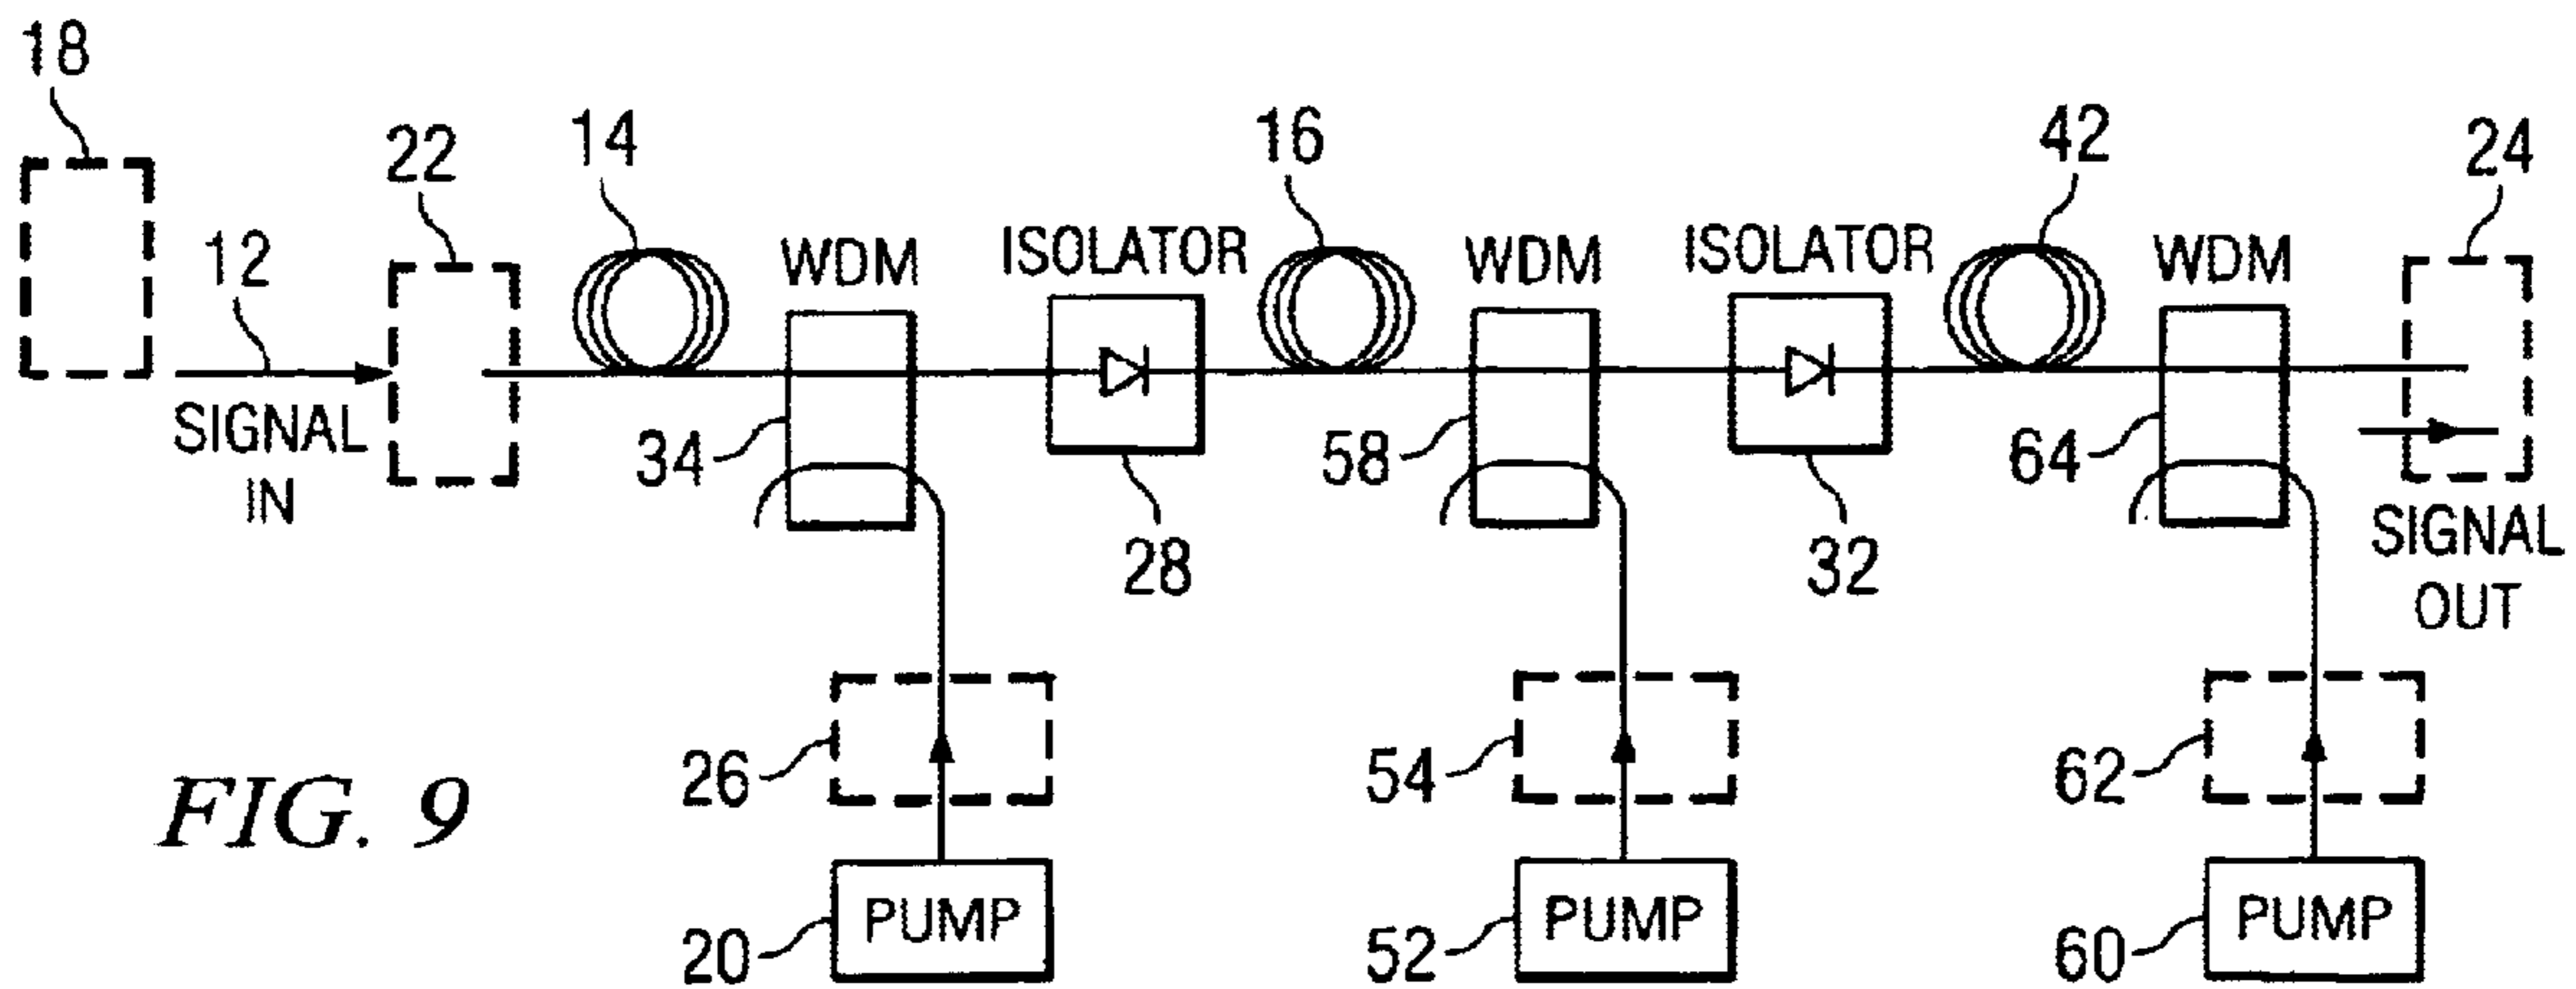 18
22
14
16
42
24
12
WDM
ISOLATOR
WDM
ISOLATOR
WDM
SIGNAL
IN
34
28
58
32
64
SIGNAL
OUT
26
54
62
FIG. 9
20
PUMP
52
PUMP
60
PUMP